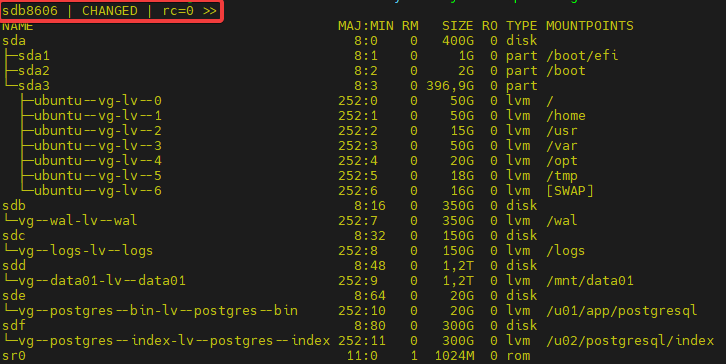 sdb8606 | CHANGED | rc=0 >>
NAME MAJ:MIN RM SIZE RO TYPE MOUNTPOINTS
sda 8:0 0 400G 0 disk
├─sda1 8:1 0 1G 0 part /boot/efi
├─sda2 8:2 0 2G 0 part /boot
└─sda3 8:3 0 396,9G 0 part
  ├─ubuntu--vg-lv--0 252:0 0 50G 0 lvm /
  ├─ubuntu--vg-lv--1 252:1 0 50G 0 lvm /home
  ├─ubuntu--vg-lv--2 252:2 0 15G 0 lvm /usr
  ├─ubuntu--vg-lv--3 252:3 0 50G 0 lvm /var
  ├─ubuntu--vg-lv--4 252:4 0 20G 0 lvm /opt
  ├─ubuntu--vg-lv--5 252:5 0 18G 0 lvm /tmp
  └─ubuntu--vg-lv--6 252:6 0 16G 0 lvm [SWAP]
sdb 8:16 0 350G 0 disk
└─vg--wal-lv--wal 252:7 0 350G 0 lvm /wal
sdc 8:32 0 150G 0 disk
└─vg--logs-lv--logs 252:8 0 150G 0 lvm /logs
sdd 8:48 0 1,2T 0 disk
└─vg--data01-lv--data01 252:9 0 1,2T 0 lvm /mnt/data01
sde 8:64 0 20G 0 disk
└─vg--postgres--bin-lv--postgres--bin 252:10 0 20G 0 lvm /u01/app/postgresql
sdf 8:80 0 300G 0 disk
└─vg--postgres--index-lv--postgres--index 252:11 0 300G 0 lvm /u02/postgresql/index
sr0 11:0 1 1024M 0 rom